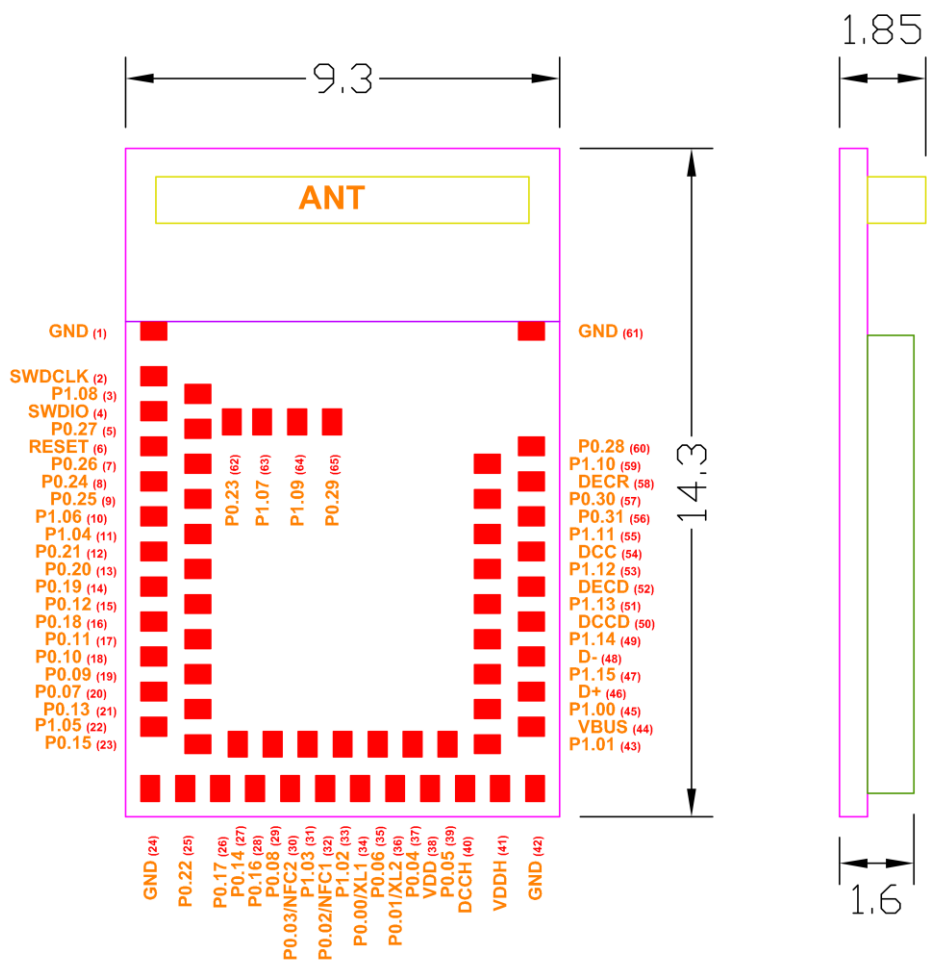 1.85
9.3
ANT
GND (1)
GND (61)
SWDCLK (2)
P1.08 (3)
SWDIO (4)
P0.27 (5)
RESET (6)
P0.26 (7)
P0.24 (8)
P0.25 (9)
P1.06 (10)
P1.04 (11)
P0.21 (12)
P0.20 (13)
P0.19 (14)
P0.12 (15)
P0.18 (16)
P0.11 (17)
P0.10 (18)
P0.09 (19)
P0.07 (20)
P0.13 (21)
P1.05 (22)
P0.15 (23)
P0.23 (62)
P1.07 (63)
P1.09 (64)
P0.29 (65)
P0.28 (60)
P1.10 (59)
DECR (58)
P0.30 (57)
P0.31 (56)
P1.11 (55)
DCC (54)
P1.12 (53)
DECD (52)
P1.13 (51)
DCCD (50)
P1.14 (49)
D- (48)
P1.15 (47)
D+ (46)
P1.00 (45)
VBUS (44)
P1.01 (43)
14.3
GND (24)
P0.22 (25)
P0.17 (26)
P0.14 (27)
P0.16 (28)
P0.08 (29)
P0.03/NFC2 (30)
P1.03 (31)
P0.02/NFC1 (32)
P1.02 (33)
P0.00/XL1 (34)
P0.06 (35)
P0.01/XL2 (36)
P0.04 (37)
VDD (38)
P0.05 (39)
DCCH (40)
VDDH (41)
GND (42)
1.6